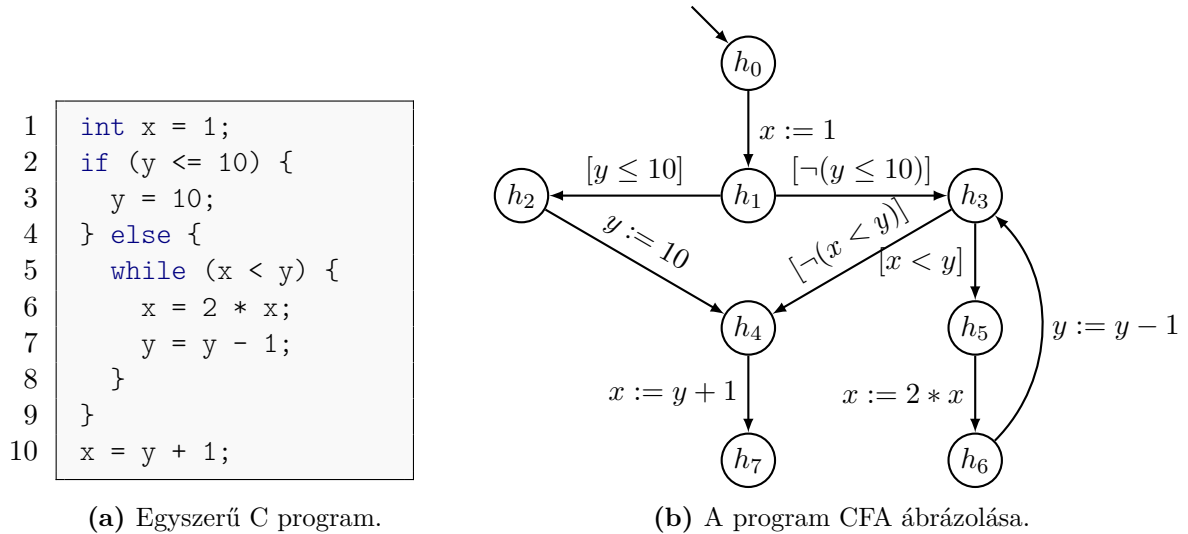 1 int x = 1;
2 if (y <= 10) {
3 y = 10;
4 } else {
5 while (x < y) {
6 x = 2 * x;
7 y = y - 1;
8 }
9 }
10 x = y + 1;
(a) Egyszerű C program.
h₀
x := 1
[y ≤ 10] [¬(y ≤ 10)]
h₂ h₁ h₃
y := 10 [¬(x < y)] [x < y]
h₄ h₅ y := y − 1
x := y + 1 x := 2 ∗ x
h₇ h₆
(b) A program CFA ábrázolása.